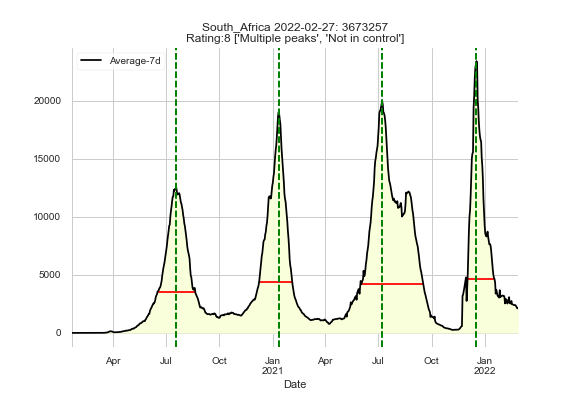 South_Africa 2022-02-27: 3673257
Rating:8 ['Multiple peaks', 'Not in control']
Average-7d
20000
15000
10000
5000
0
Apr
Jul
Oct
Jan
2021
Apr
Jul
Oct
Jan
2022
Date